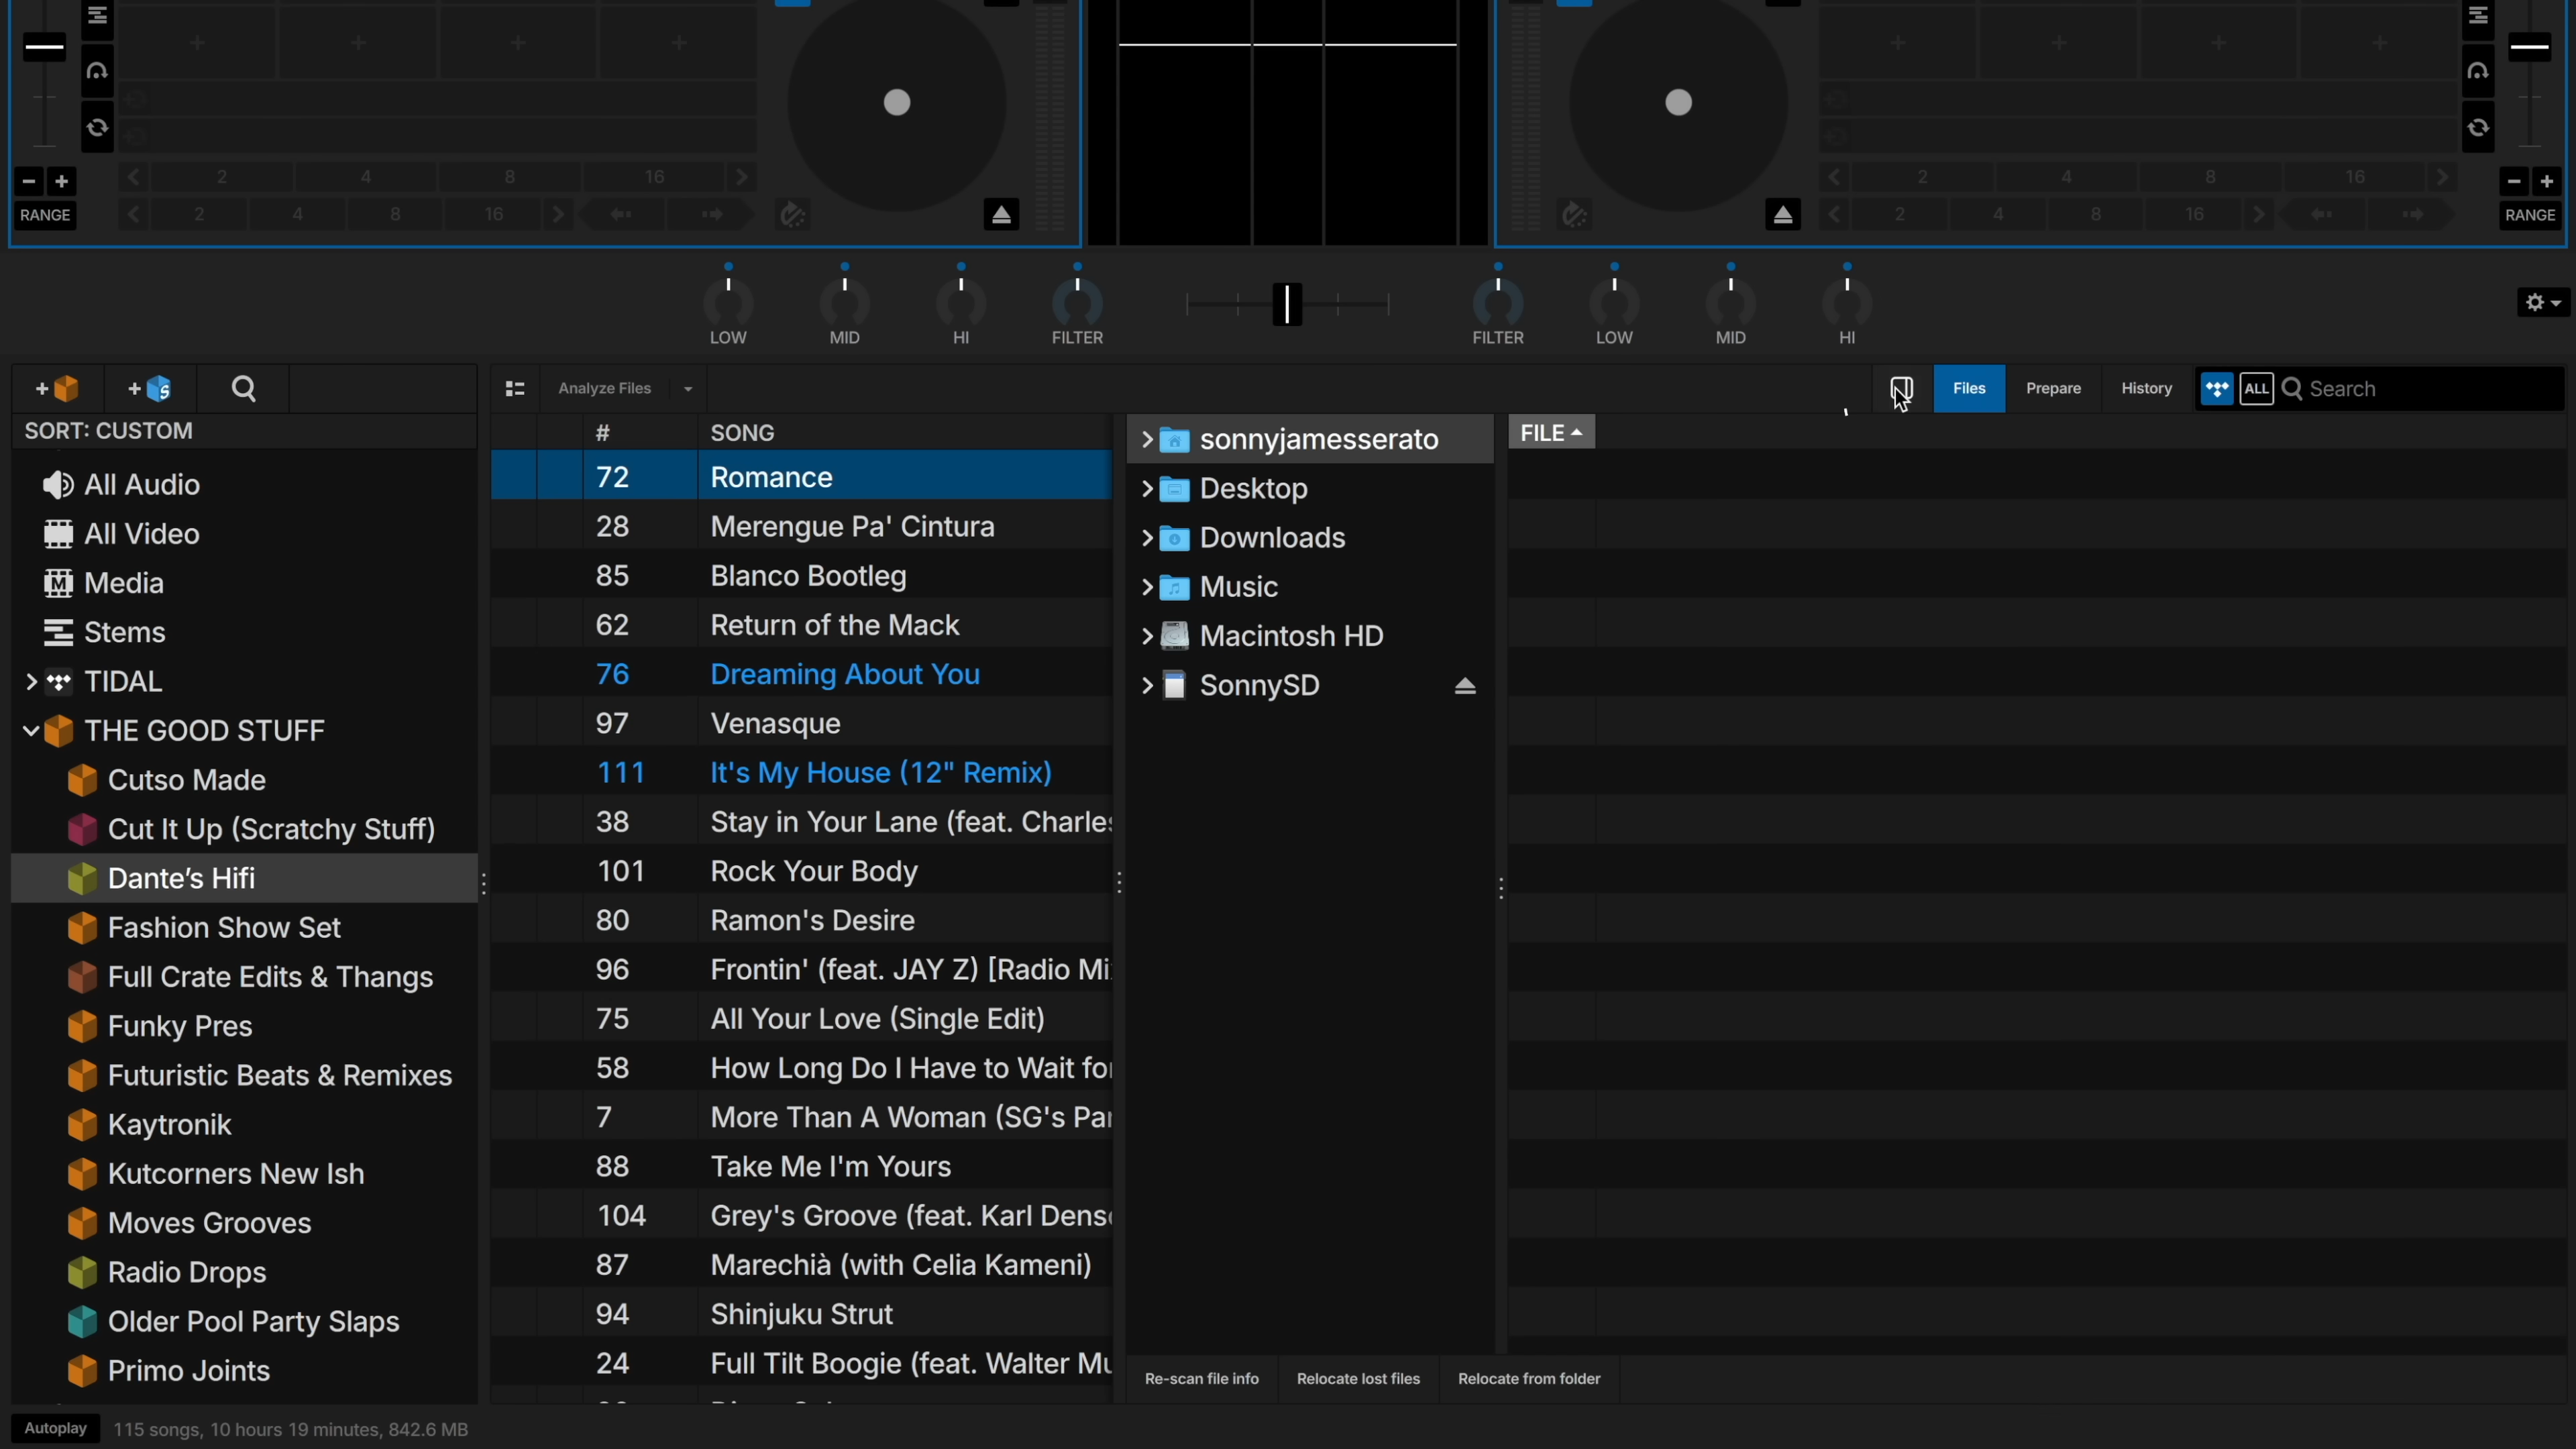 2 4 8 16
RANGE 2 4 8 16
2 4 8 16
2 4 8 16 RANGE
LOW MID HI FILTER FILTER LOW MID HI
+ + S
Analyze Files
Files Prepare History ALL Search
SORT: CUSTOM
All Audio
All Video
Media
Stems
TIDAL
THE GOOD STUFF
Cutso Made
Cut It Up (Scratchy Stuff)
Dante’s Hifi
Fashion Show Set
Full Crate Edits & Thangs
Funky Pres
Futuristic Beats & Remixes
Kaytronik
Kutcorners New Ish
Moves Grooves
Radio Drops
Older Pool Party Slaps
Primo Joints
# SONG
72 Romance
28 Merengue Pa' Cintura
85 Blanco Bootleg
62 Return of the Mack
76 Dreaming About You
97 Venasque
111 It's My House (12" Remix)
38 Stay in Your Lane (feat. Charles
101 Rock Your Body
80 Ramon's Desire
96 Frontin' (feat. JAY Z) [Radio Mi
75 All Your Love (Single Edit)
58 How Long Do I Have to Wait for
7 More Than A Woman (SG's Par
88 Take Me I'm Yours
104 Grey's Groove (feat. Karl Denso
87 Marechià (with Celia Kameni)
94 Shinjuku Strut
24 Full Tilt Boogie (feat. Walter Mu
sonnyjamesserato
Desktop
Downloads
Music
Macintosh HD
SonnySD
FILE
Re-scan file info Relocate lost files Relocate from folder
Autoplay 115 songs, 10 hours 19 minutes, 842.6 MB